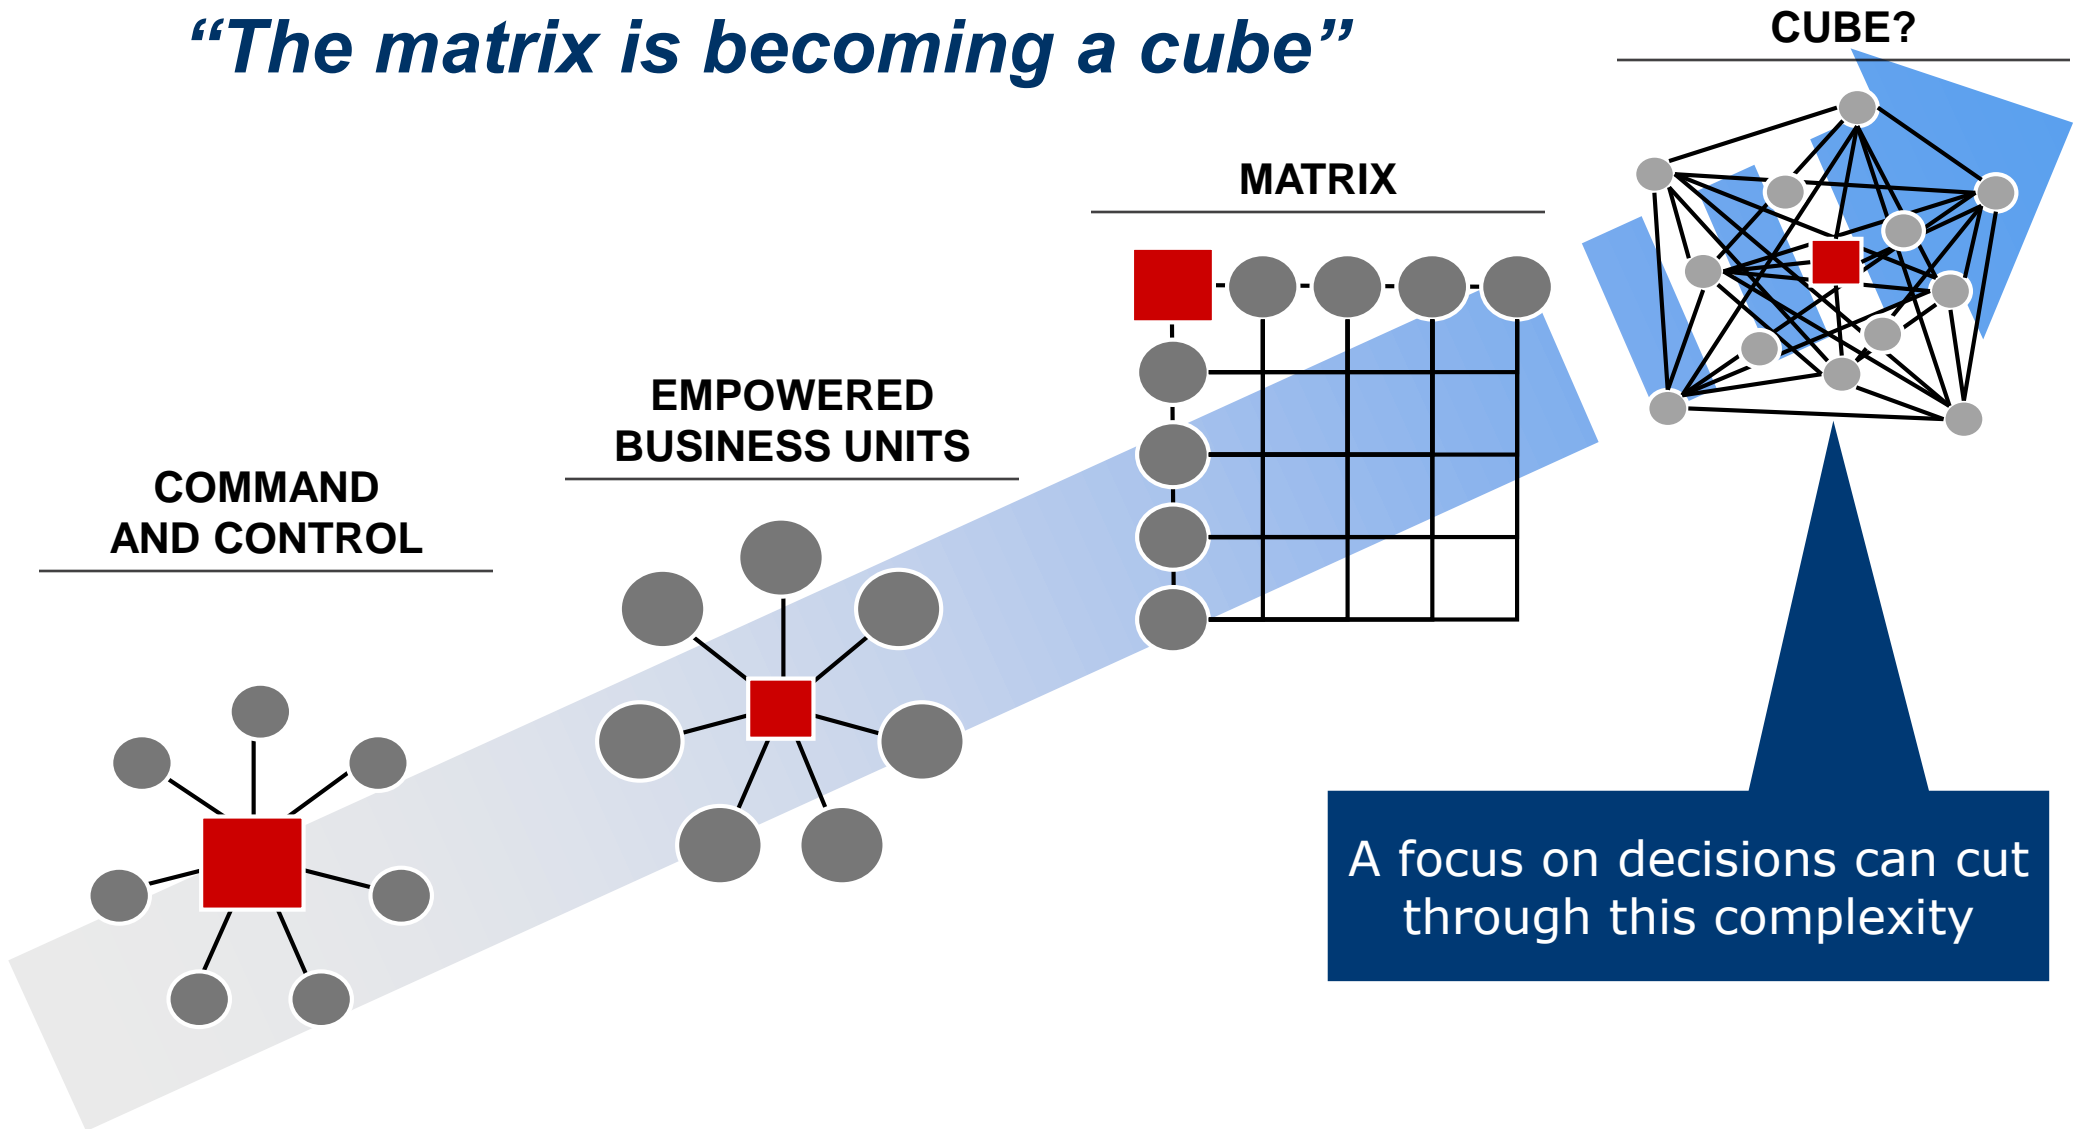 “The matrix is becoming a cube”
CUBE?
MATRIX
EMPOWERED
BUSINESS UNITS
COMMAND
AND CONTROL
A focus on decisions can cut
through this complexity